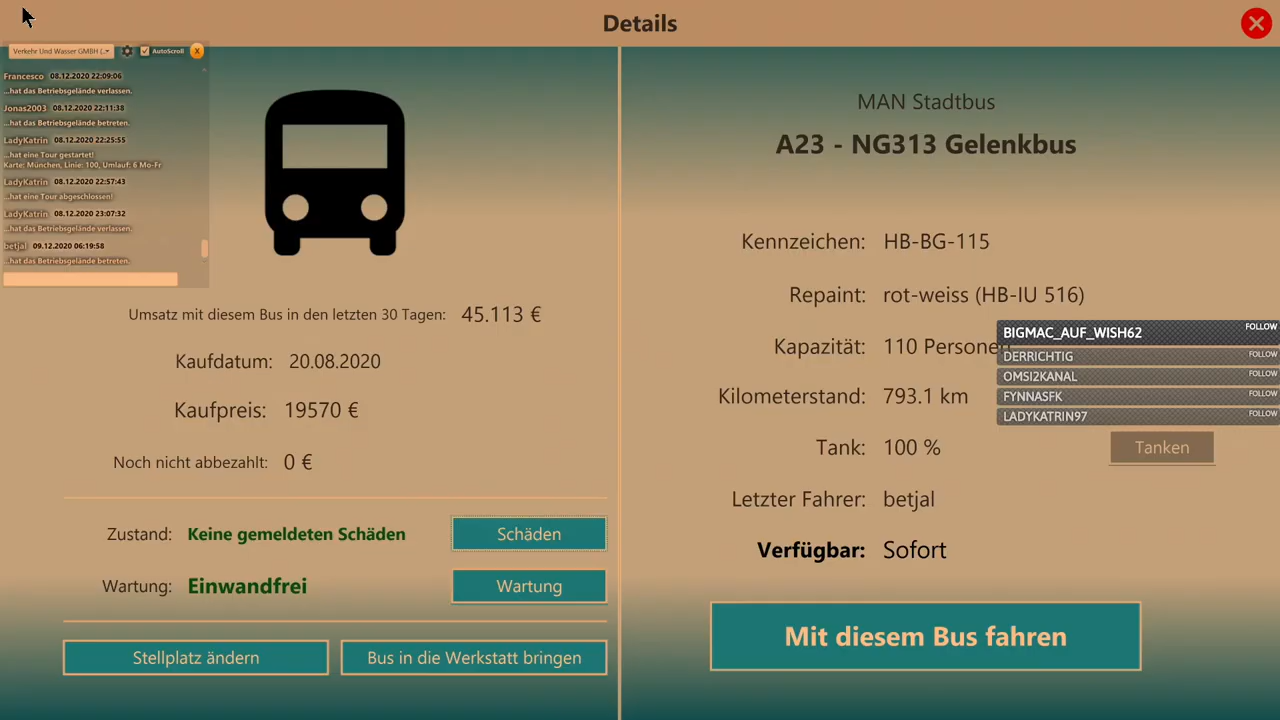 Details
Verkehr Und Wasser GMBH (...
AutoScroll
X
Francesco 08.12.2020 22:09:06
...hat das Betriebsgelände verlassen.
Jonas2003 08.12.2020 22:11:38
...hat das Betriebsgelände betreten.
LadyKatrin 08.12.2020 22:25:55
...hat eine Tour gestartet!
Karte: München, Linie: 100, Umlauf: 6 Mo-Fr
LadyKatrin 08.12.2020 22:57:43
...hat eine Tour abgeschlossen!
LadyKatrin 08.12.2020 23:07:32
...hat das Betriebsgelände verlassen.
betjal 09.12.2020 06:19:58
...hat das Betriebsgelände betreten.
Umsatz mit diesem Bus in den letzten 30 Tagen: 45.113 €
Kaufdatum: 20.08.2020
Kaufpreis: 19570 €
Noch nicht abbezahlt: 0 €
Zustand: Keine gemeldeten Schäden
Schäden
Wartung: Einwandfrei
Wartung
Stellplatz ändern
Bus in die Werkstatt bringen
MAN Stadtbus
A23 - NG313 Gelenkbus
Kennzeichen: HB-BG-115
Repaint: rot-weiss (HB-IU 516)
Kapazität: 110 Personen
Kilometerstand: 793.1 km
Tank: 100 %
Tanken
Letzter Fahrer: betjal
Verfügbar: Sofort
Mit diesem Bus fahren
BIGMAC_AUF_WISH62 FOLLOW
DERRICHTIG FOLLOW
OMSI2KANAL FOLLOW
FYNNASFK FOLLOW
LADYKATRIN97 FOLLOW